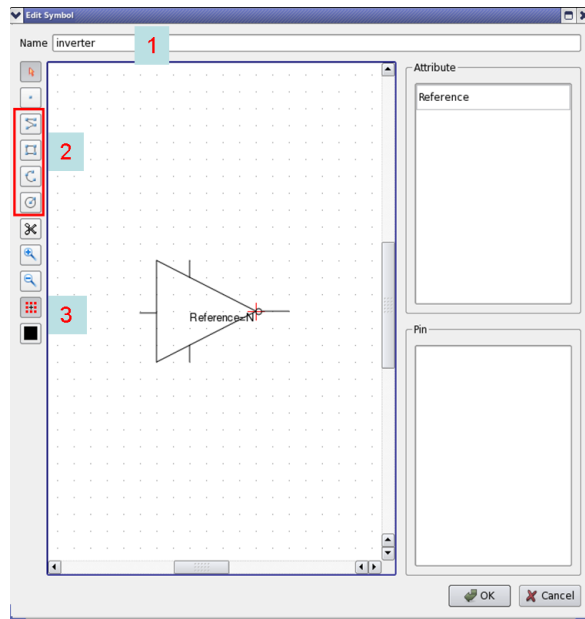 Edit Symbol
Name inverter
1
Attribute
Reference
2
3
Reference=N
Pin
OK
Cancel